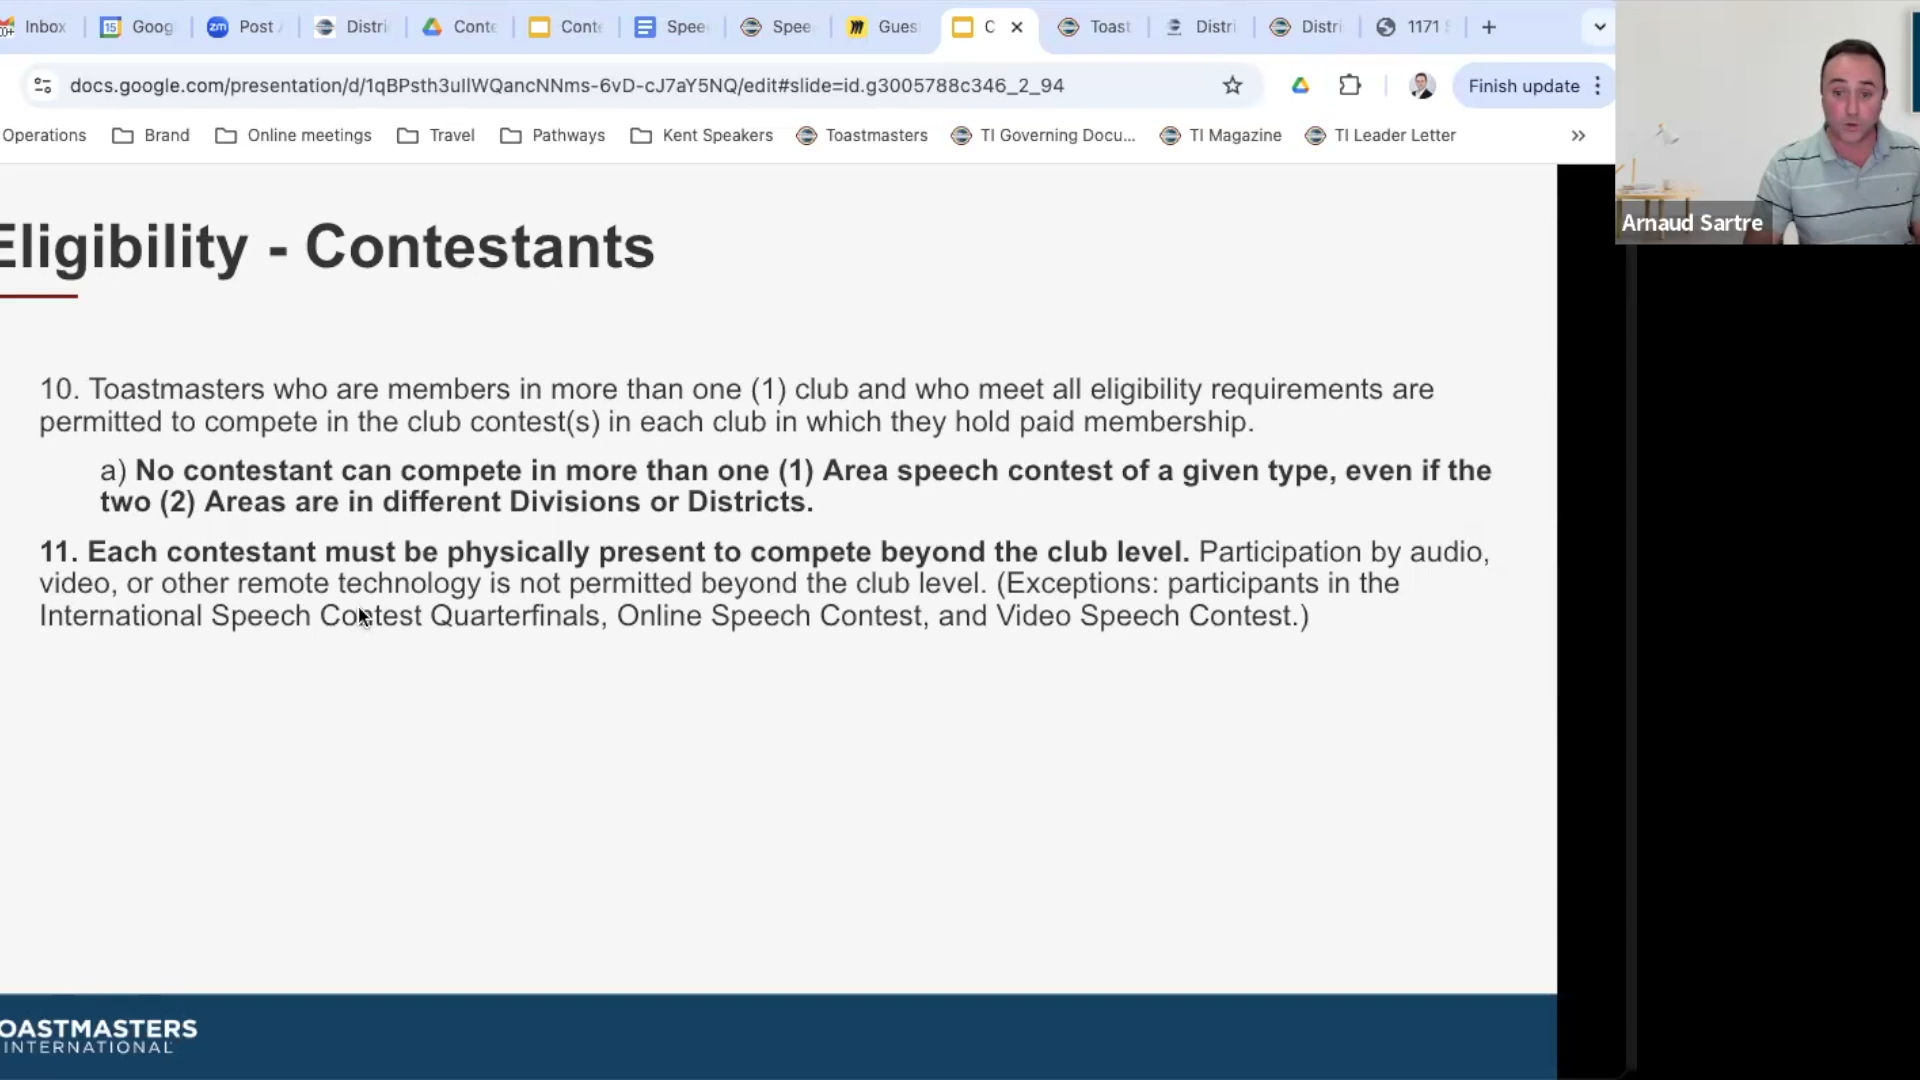 Inbox
15 Goog
zm Post
Distri
Conte
Conte
Spee
Spee
Gues
C
Toast
Distri
Distri
1171
docs.google.com/presentation/d/1qBPsth3uIlWQancNNms-6vD-cJ7aY5NQ/edit#slide=id.g3005788c346_2_94
Finish update
Operations
Brand
Online meetings
Travel
Pathways
Kent Speakers
Toastmasters
TI Governing Docu...
TI Magazine
TI Leader Letter
Arnaud Sartre
Eligibility - Contestants
10. Toastmasters who are members in more than one (1) club and who meet all eligibility requirements are
permitted to compete in the club contest(s) in each club in which they hold paid membership.
a) No contestant can compete in more than one (1) Area speech contest of a given type, even if the
two (2) Areas are in different Divisions or Districts.
11. Each contestant must be physically present to compete beyond the club level. Participation by audio,
video, or other remote technology is not permitted beyond the club level. (Exceptions: participants in the
International Speech Contest Quarterfinals, Online Speech Contest, and Video Speech Contest.)
OASTMASTERS
INTERNATIONAL